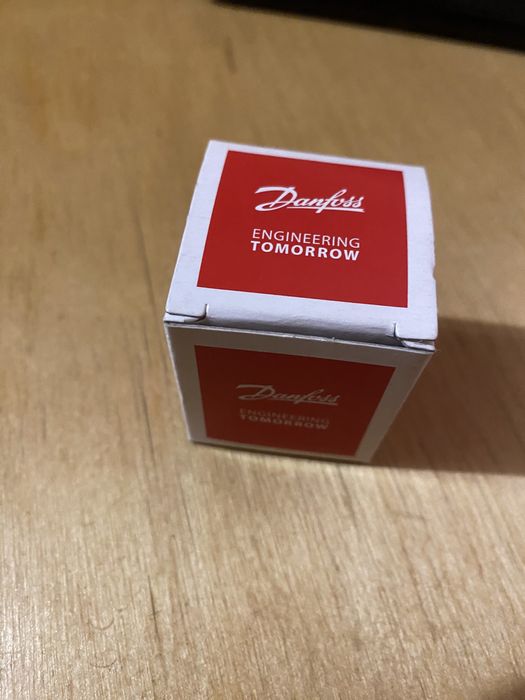 Danfoss
ENGINEERING
TOMORROW
Danfoss
ENGINEERING
TOMORROW